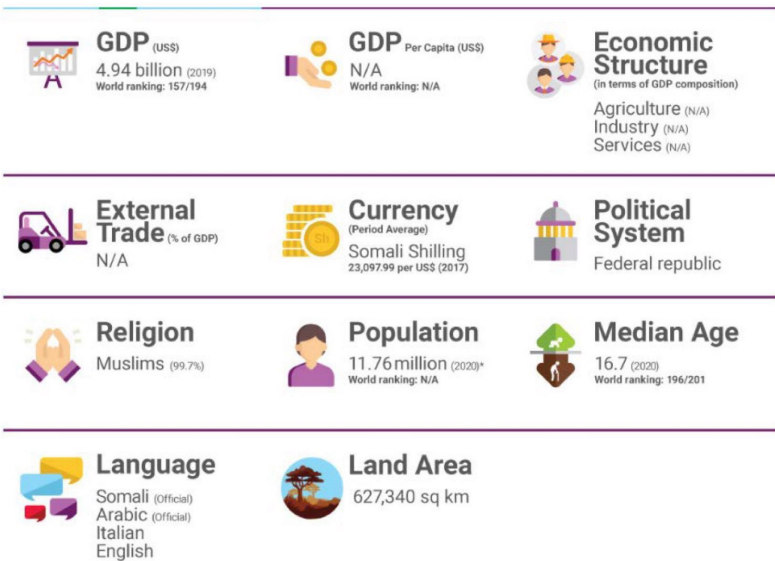 GDP (US$)
4.94 billion (2019)
World ranking: 157/194
GDP Per Capita (US$)
N/A
World ranking: N/A
Economic
Structure
(in terms of GDP composition)
Agriculture (N/A)
Industry (N/A)
Services (N/A)
External
Trade (% of GDP)
N/A
Sh
Currency
(Period Average)
Somali Shilling
23,097.99 per US$ (2017)
Political
System
Federal republic
Religion
Muslims (99.7%)
Population
11.76 million (2020)*
World ranking: N/A
Median Age
16.7 (2020)
World ranking: 196/201
Language
Somali (Official)
Arabic (Official)
Italian
English
Land Area
627,340 sq km